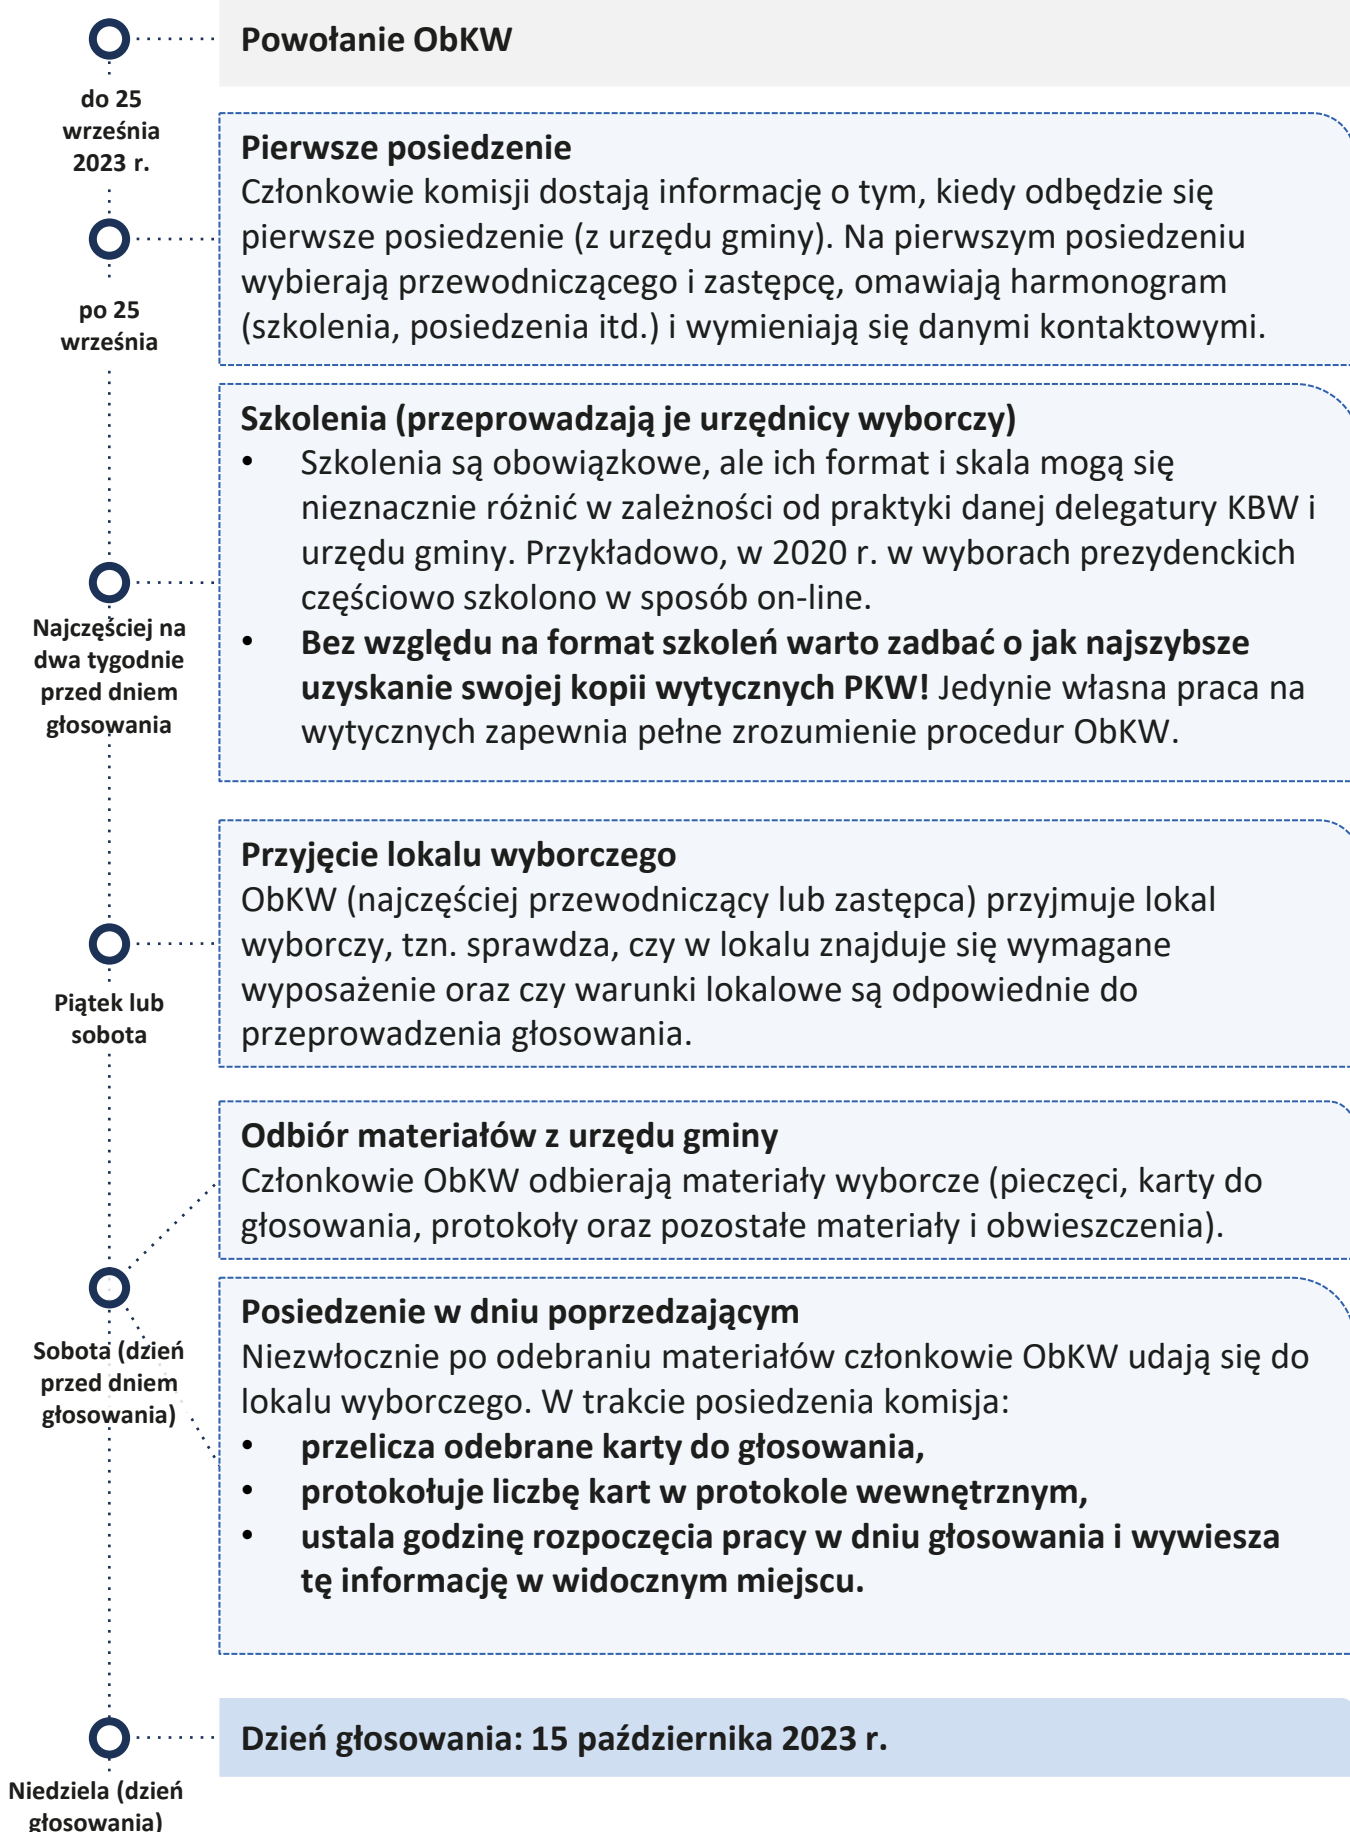 Powołanie ObKW
do 25
września
2023 r.
Pierwsze posiedzenie
Członkowie komisji dostają informację o tym, kiedy odbędzie się
pierwsze posiedzenie (z urzędu gminy). Na pierwszym posiedzeniu
wybierają przewodniczącego i zastępcę, omawiają harmonogram
(szkolenia, posiedzenia itd.) i wymieniają się danymi kontaktowymi.
po 25
września
Szkolenia (przeprowadzają je urzędnicy wyborczy)
• Szkolenia są obowiązkowe, ale ich format i skala mogą się
nieznacznie różnić w zależności od praktyki danej delegatury KBW i
urzędu gminy. Przykładowo, w 2020 r. w wyborach prezydenckich
częściowo szkolono w sposób on-line.
• Bez względu na format szkoleń warto zadbać o jak najszybsze
uzyskanie swojej kopii wytycznych PKW! Jedynie własna praca na
wytycznych zapewnia pełne zrozumienie procedur ObKW.
Najczęściej na
dwa tygodnie
przed dniem
głosowania
Przyjęcie lokalu wyborczego
ObKW (najczęściej przewodniczący lub zastępca) przyjmuje lokal
wyborczy, tzn. sprawdza, czy w lokalu znajduje się wymagane
wyposażenie oraz czy warunki lokalowe są odpowiednie do
przeprowadzenia głosowania.
Piątek lub
sobota
Odbiór materiałów z urzędu gminy
Członkowie ObKW odbierają materiały wyborcze (pieczęci, karty do
głosowania, protokoły oraz pozostałe materiały i obwieszczenia).
Sobota (dzień
przed dniem
głosowania)
Posiedzenie w dniu poprzedzającym
Niezwłocznie po odebraniu materiałów członkowie ObKW udają się do
lokalu wyborczego. W trakcie posiedzenia komisja:
• przelicza odebrane karty do głosowania,
• protokołuje liczbę kart w protokole wewnętrznym,
• ustala godzinę rozpoczęcia pracy w dniu głosowania i wywiesza
tę informację w widocznym miejscu.
Dzień głosowania: 15 października 2023 r.
Niedziela (dzień
głosowania)